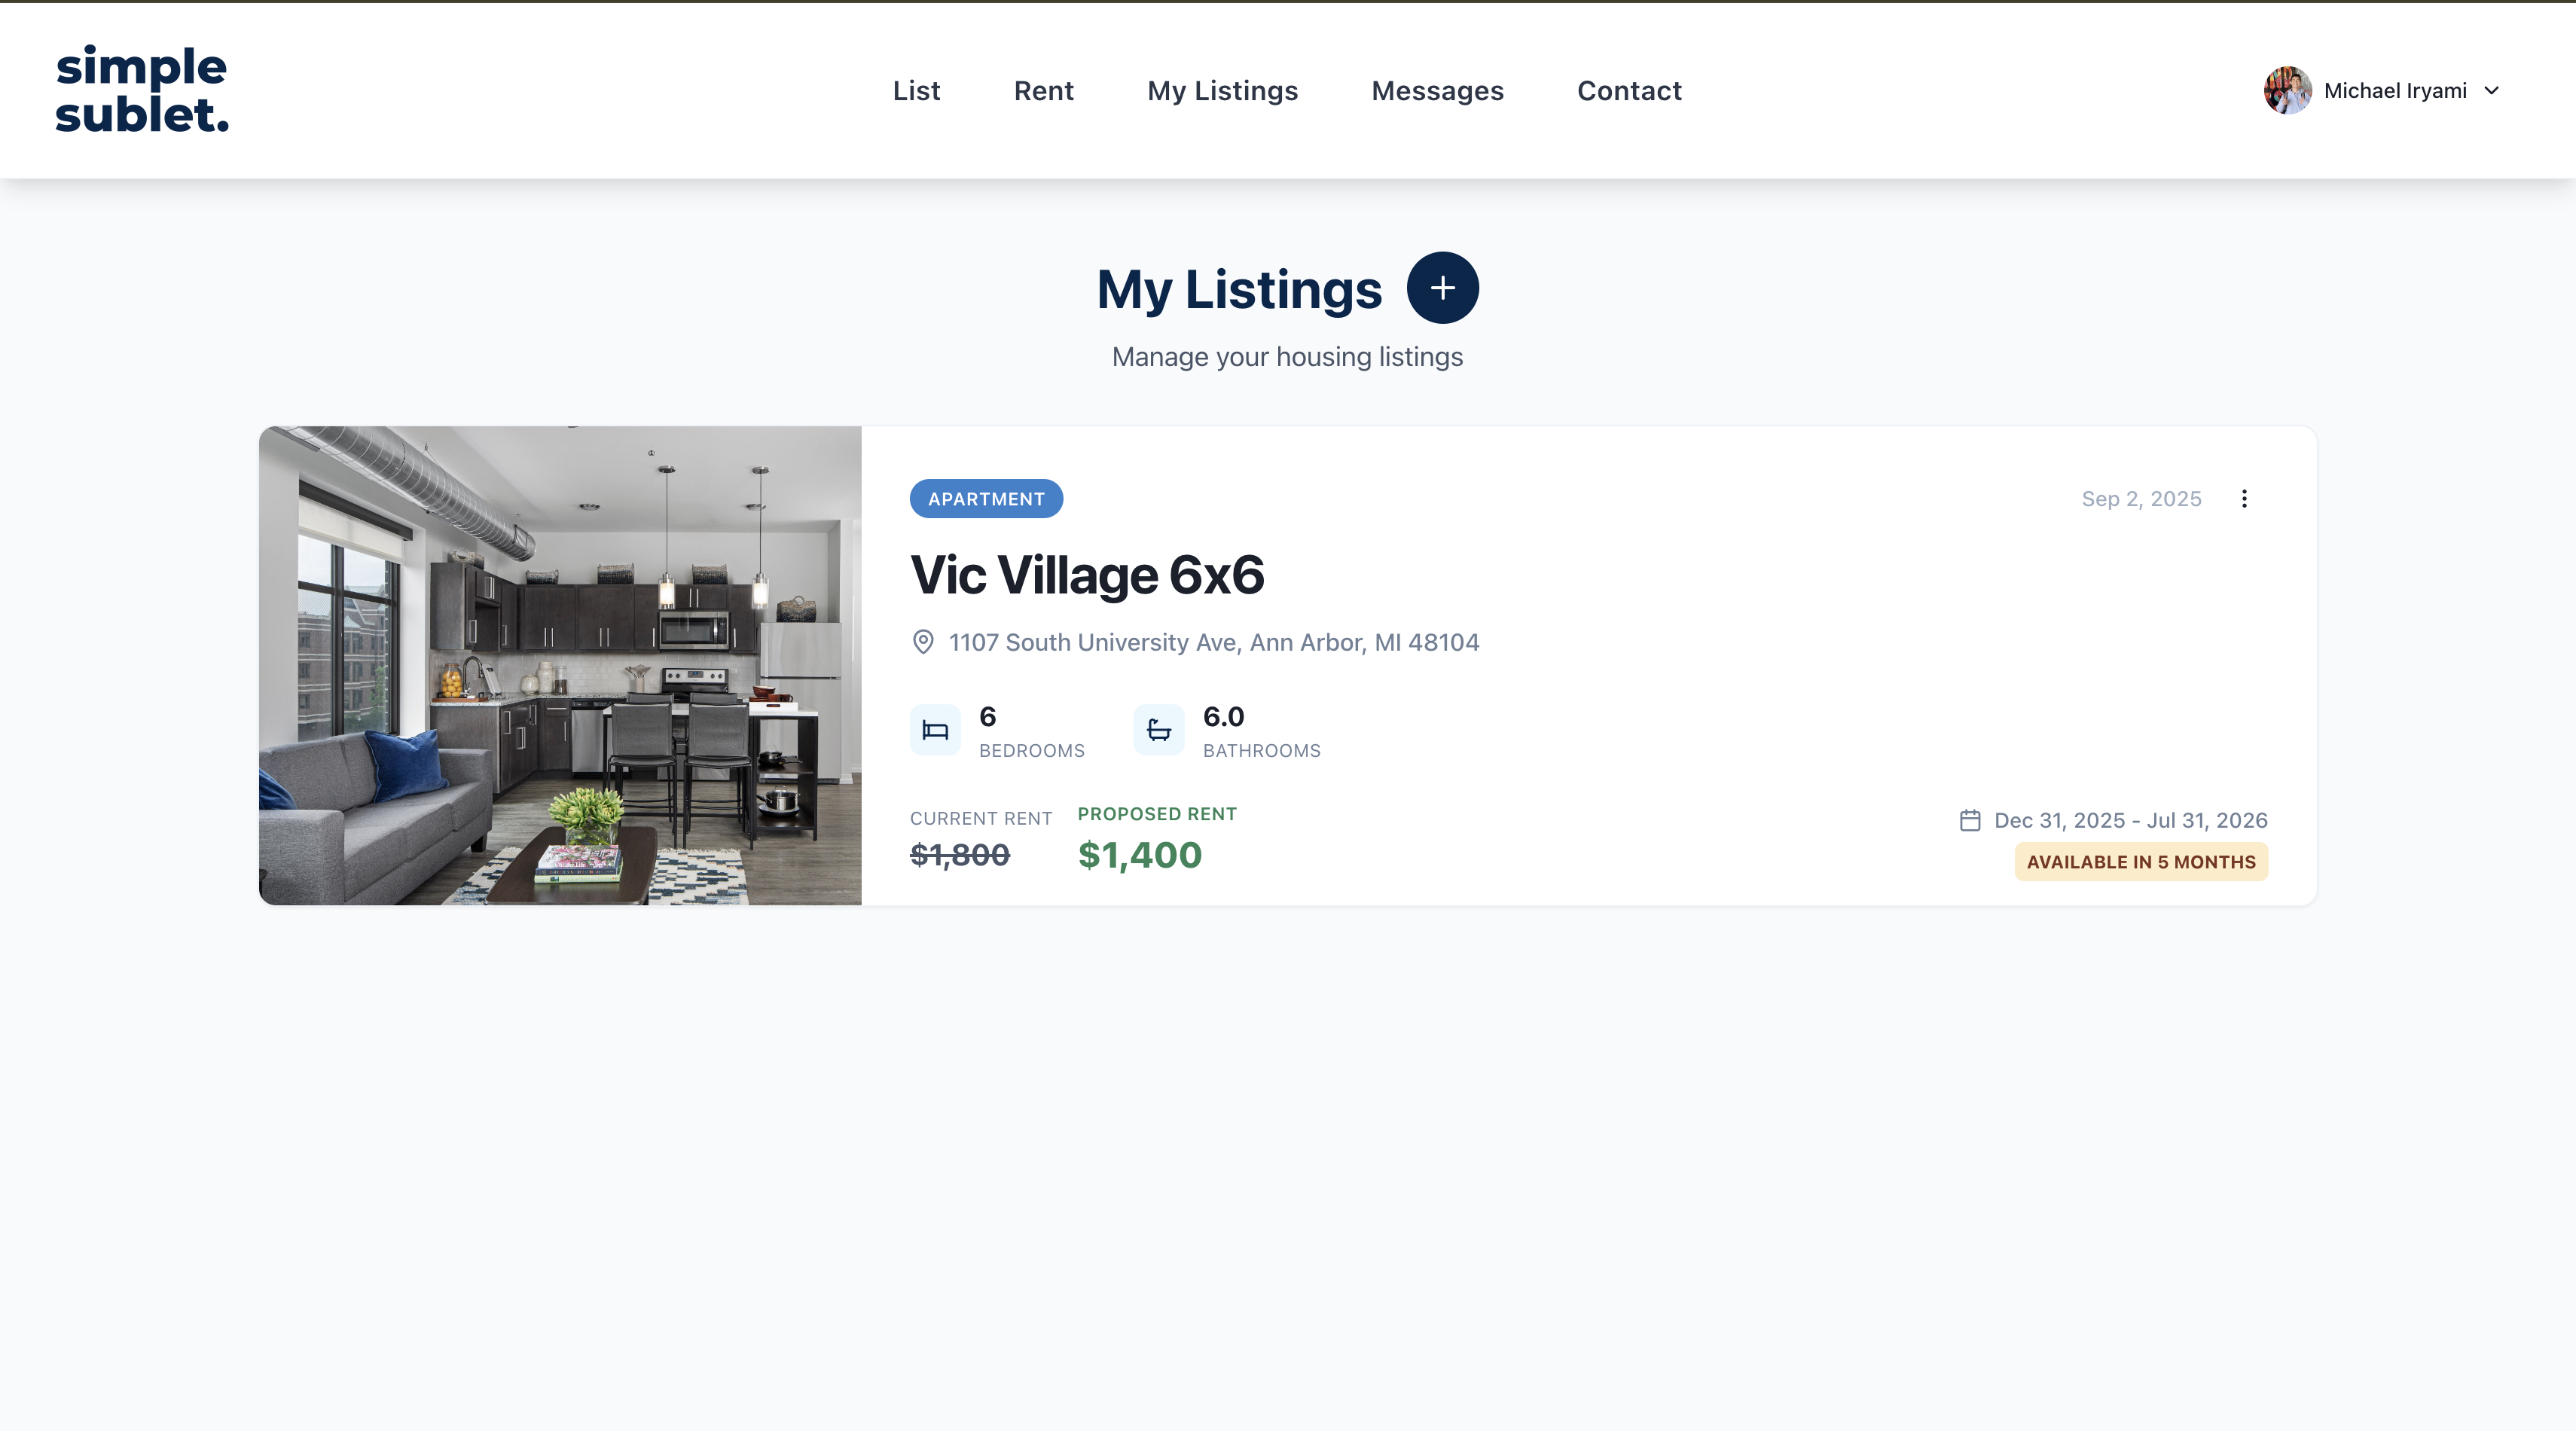 simple
sublet.
List
Rent
My Listings
Messages
Contact
Michael Iryami
My Listings
Manage your housing listings
APARTMENT
Sep 2, 2025
Vic Village 6x6
1107 South University Ave, Ann Arbor, MI 48104
6
BEDROOMS
6.0
BATHROOMS
CURRENT RENT
$1,800
PROPOSED RENT
$1,400
Dec 31, 2025 - Jul 31, 2026
AVAILABLE IN 5 MONTHS